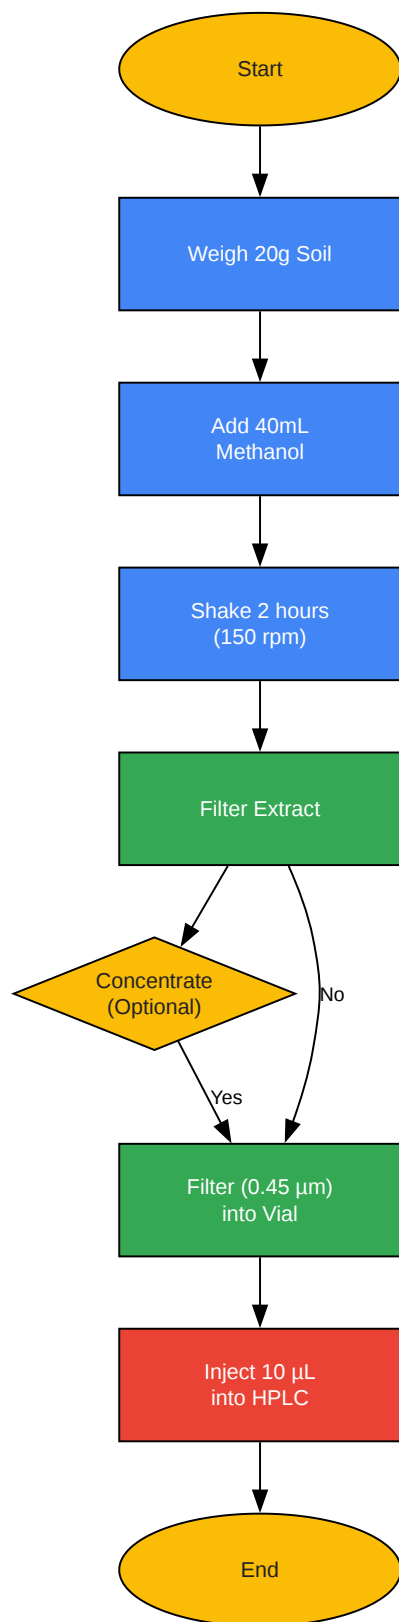 Start
Weigh 20g Soil
Add 40mL
Methanol
Shake 2 hours
(150 rpm)
Filter Extract
Concentrate
(Optional)
No
Yes
Filter (0.45 µm)
into Vial
Inject 10 µL
into HPLC
End